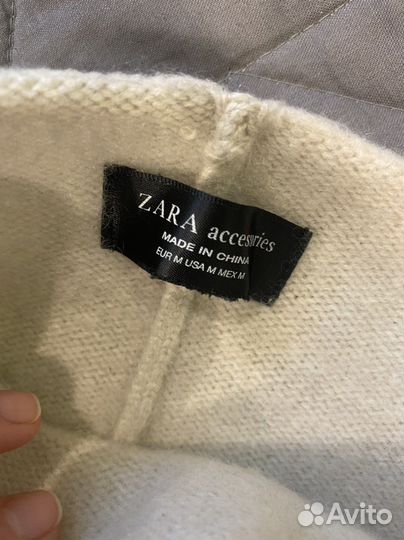 ZARA accessories
MADE IN CHINA
EUR M USA M MEX M
Avito